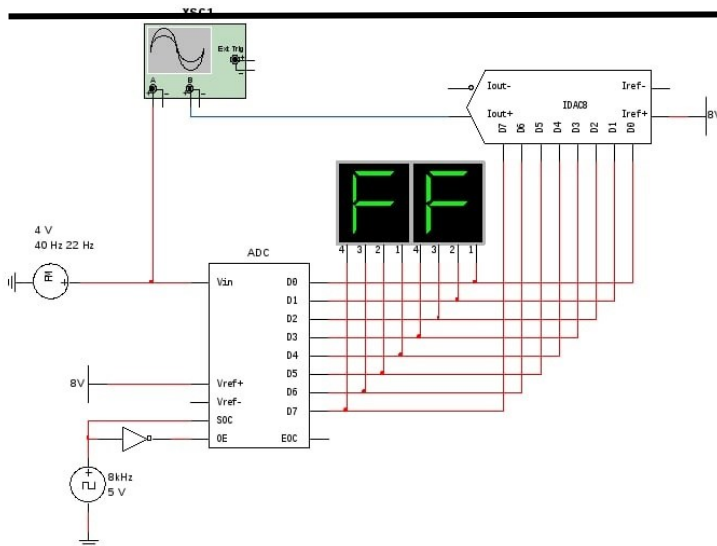 XSC1
Ext Trig
A
B
Iout-
Iout+
IDAC8
Iref-
Iref+
8V
D7 D6 D5 D4 D3 D2 D1 D0
F F
4 3 2 1 4 3 2 1
4 V
40 Hz 22 Hz
FM
ADC
Vin
Vref+
Vref-
SOC
OE
D0
D1
D2
D3
D4
D5
D6
D7
EOC
8V
8kHz
5 V